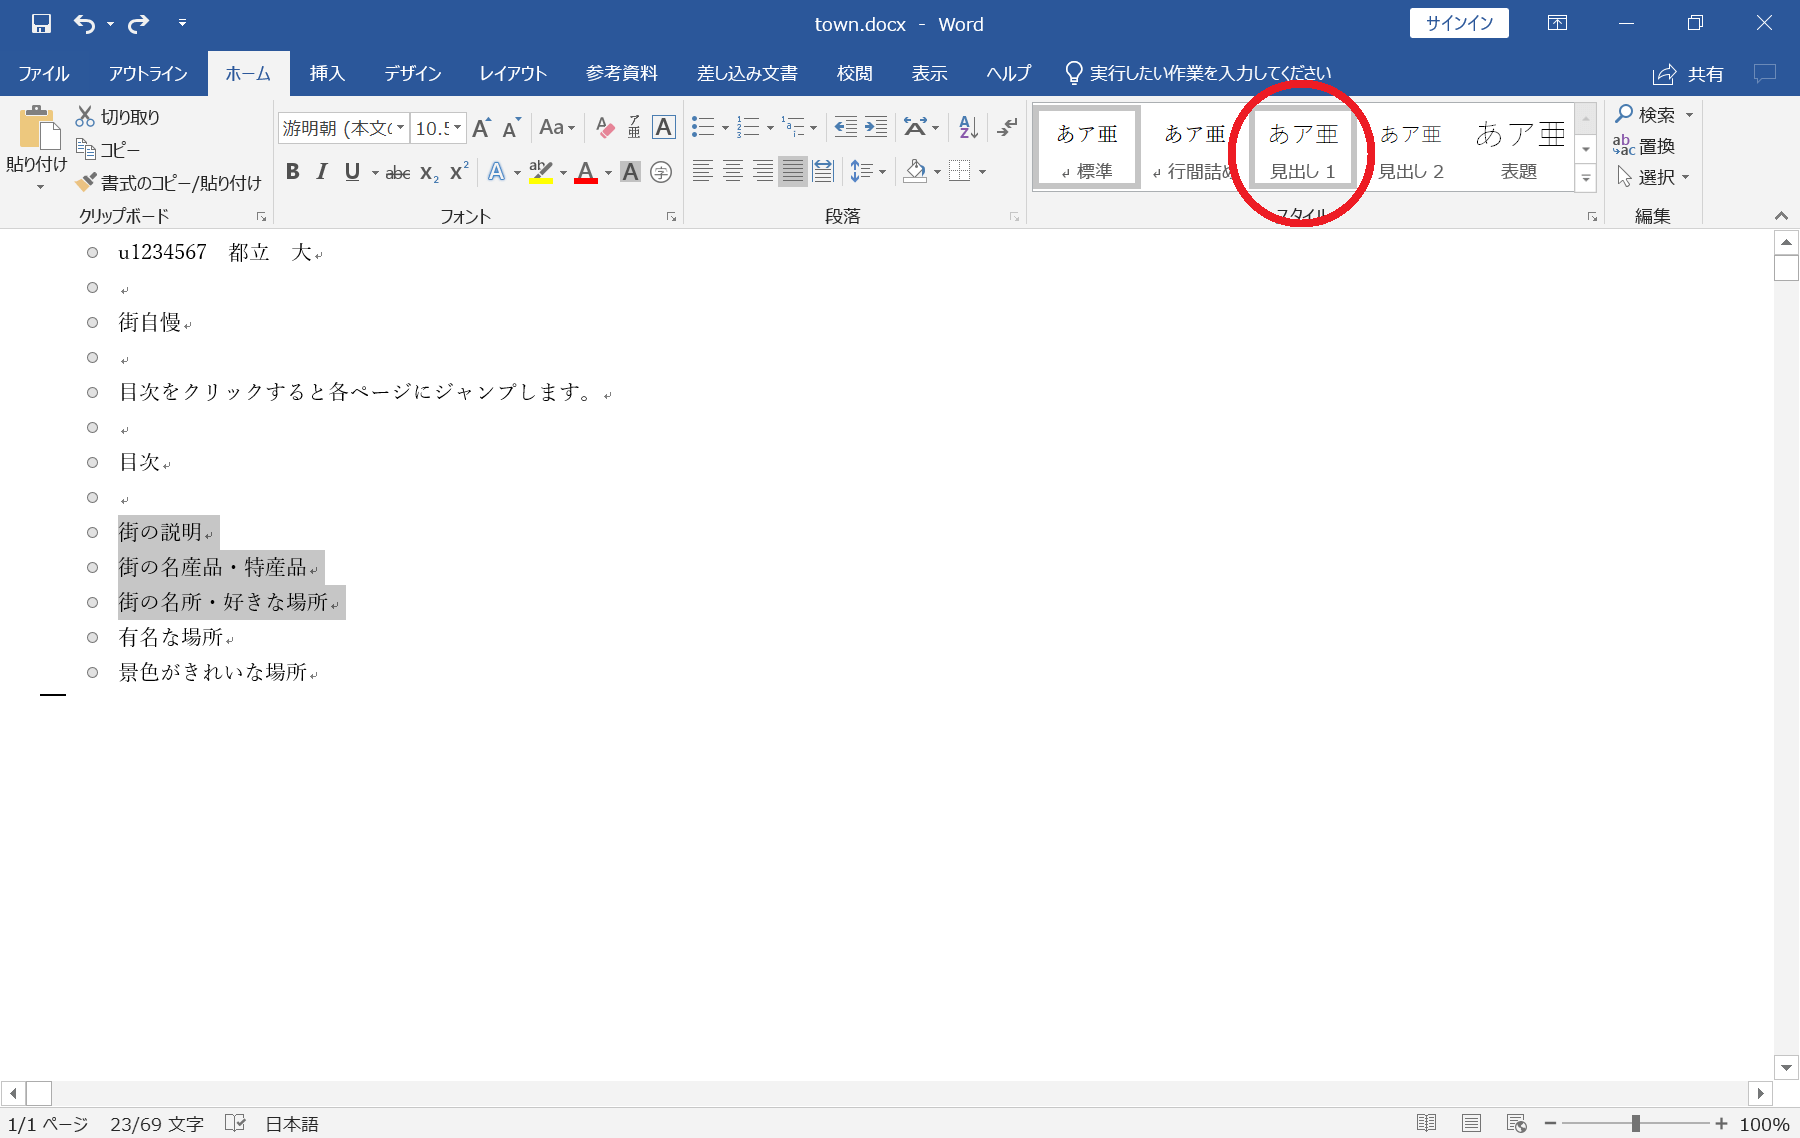 town.docx - Word
サインイン
ファイル アウトライン ホーム 挿入 デザイン レイアウト 参考資料 差し込み文書 校閲 表示 ヘルプ 実行したい作業を入力してください 共有
貼り付け
切り取り
コピー
書式のコピー/貼り付け
クリップボード
游明朝 (本文(
10.5
Aa
亜
A
B I U abc X₂ X² A ab A A 字
フォント
段落
あア亜 標準
あア亜 行間詰め
あア亜 見出し 1
あア亜 見出し 2
あア亜 表題
スタイル
検索
置換
選択
編集
u1234567 都立 大
街自慢
目次をクリックすると各ページにジャンプします。
目次
街の説明
街の名産品・特産品
街の名所・好きな場所
有名な場所
景色がきれいな場所
1/1 ページ 23/69 文字 日本語 100%